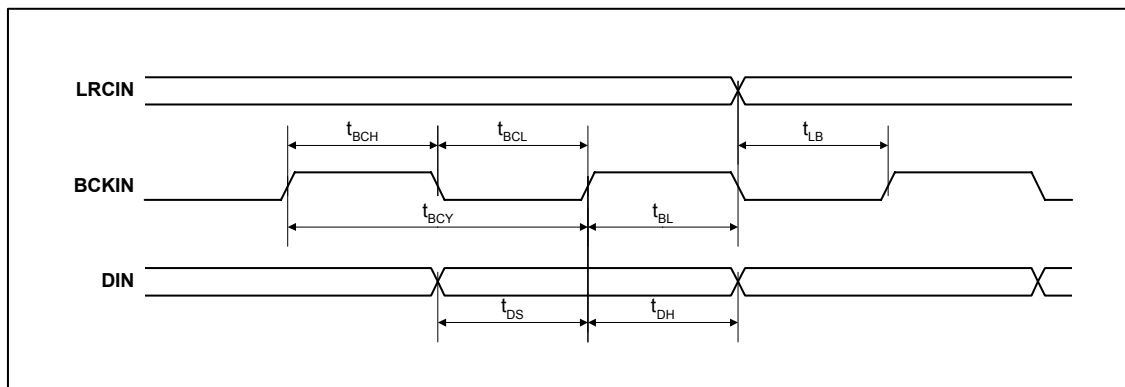 LRCIN
tBCH tBCL tLB
BCKIN
tBCY tBL
DIN
tDS tDH